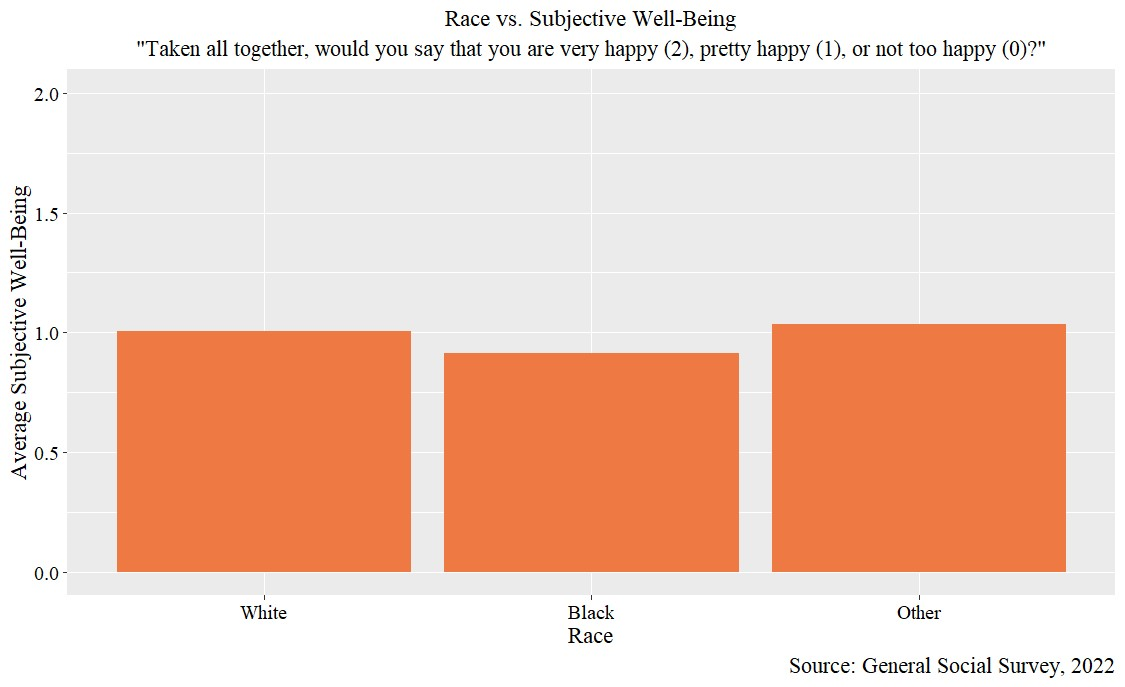 Race vs. Subjective Well-Being
"Taken all together, would you say that you are very happy (2), pretty happy (1), or not too happy (0)?"
Average Subjective Well-Being
2.0
1.5
1.0
0.5
0.0
White Black Other
Race
Source: General Social Survey, 2022